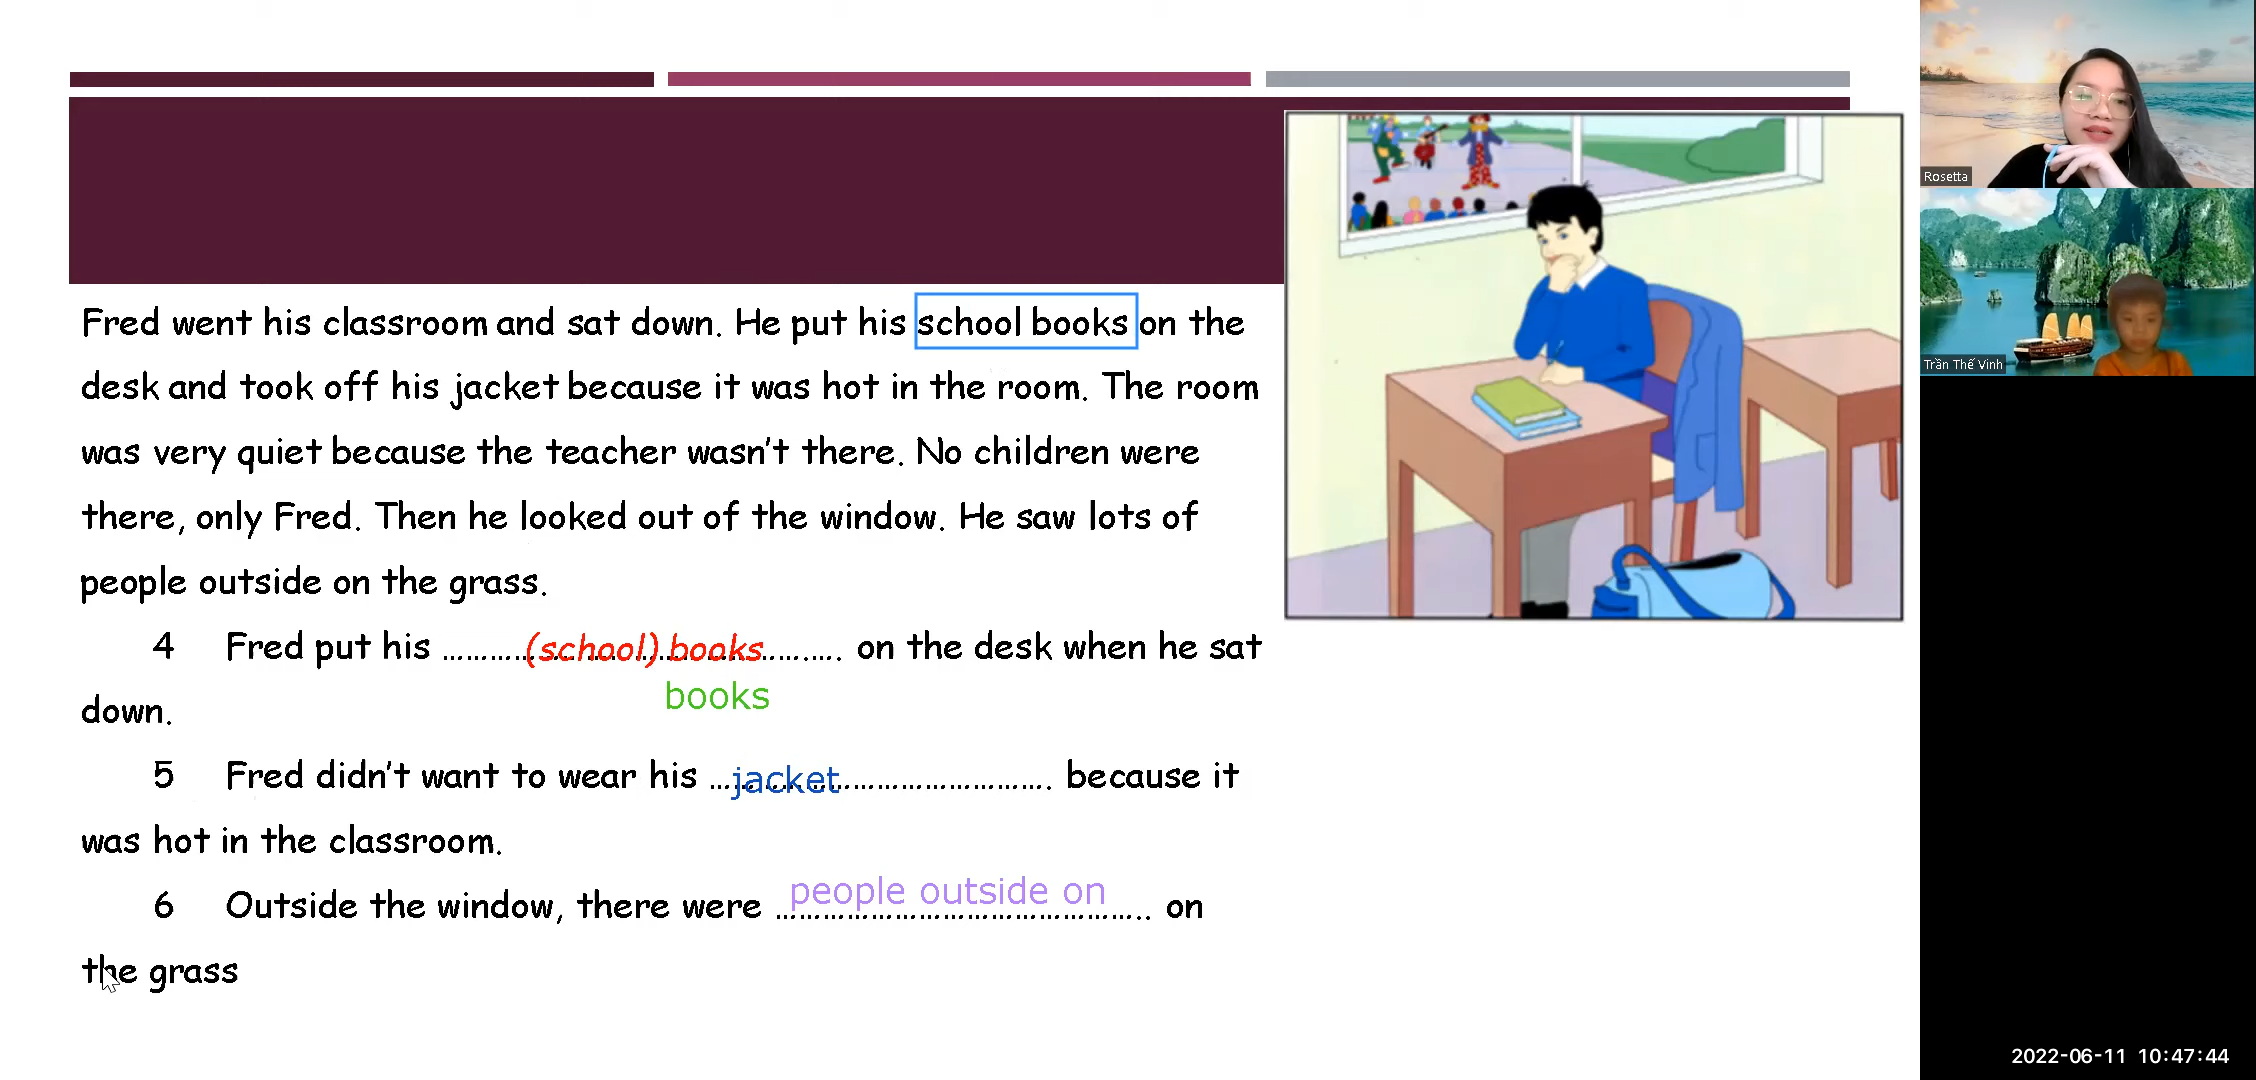 Fred went his classroom and sat down. He put his school books on the
desk and took off his jacket because it was hot in the room. The room
was very quiet because the teacher wasn't there. No children were
there, only Fred. Then he looked out of the window. He saw lots of
people outside on the grass.
4 Fred put his ......(school) books...... on the desk when he sat
books
down.
5 Fred didn't want to wear his ...jacket............ because it
was hot in the classroom.
people outside on
6 Outside the window, there were ........................ on
the grass
Rosetta
Trần Thế Vinh
2022-06-11 10:47:44